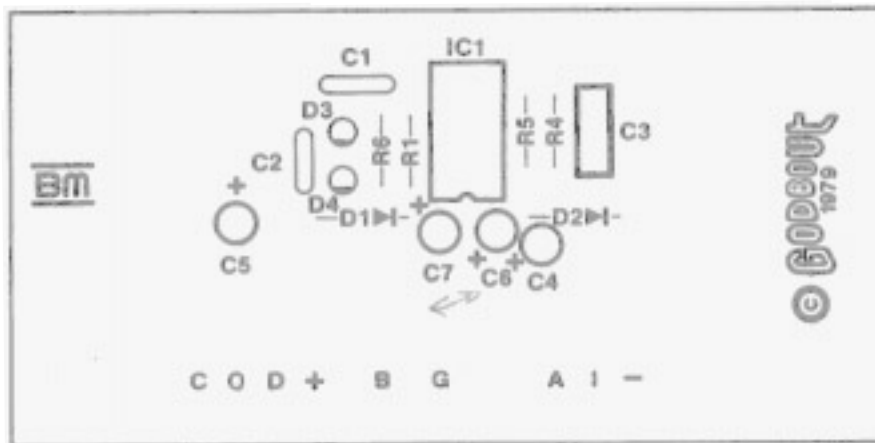 C1
IC1
D3
C2
R6
R1
R5
R4
C3
BM
D4
D1
D2
+
C5
+
C7
+
C6
+
C4
© GODBOUT
1979
C O D + B G A I -